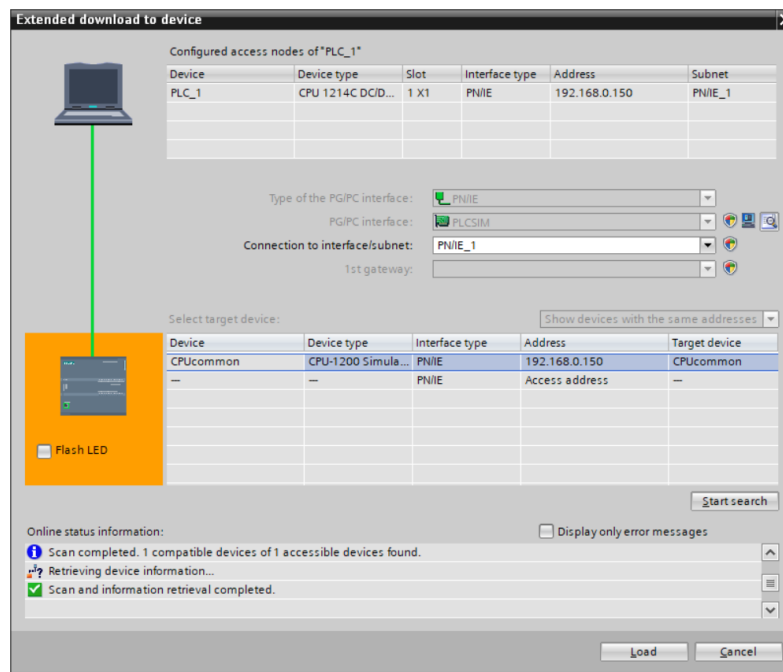 Extended download to device
Configured access nodes of "PLC_1"
Device Device type Slot Interface type Address Subnet
PLC_1 CPU 1214C DC/D... 1 X1 PN/IE 192.168.0.150 PN/IE_1
Type of the PG/PC interface: PN/IE
PG/PC interface: PLCSIM
Connection to interface/subnet: PN/IE_1
1st gateway:
Select target device: Show devices with the same addresses
Device Device type Interface type Address Target device
CPUcommon CPU-1200 Simula... PN/IE 192.168.0.150 CPUcommon
— — PN/IE Access address —
Flash LED
Start search
Online status information: Display only error messages
Scan completed. 1 compatible devices of 1 accessible devices found.
Retrieving device information...
Scan and information retrieval completed.
Load Cancel